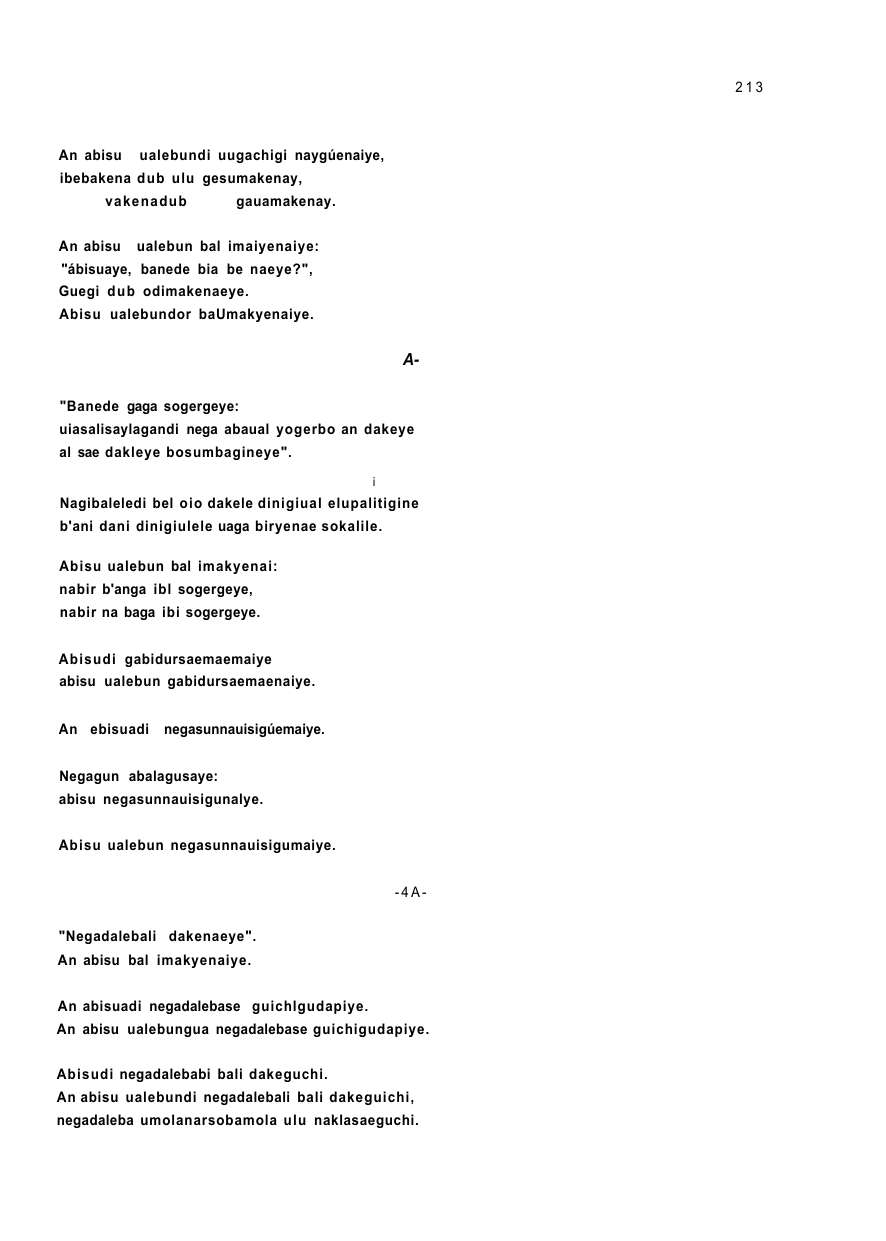 213
An abisu ualebundi uugachigi naygúenaiye,
ibebakena dub ulu gesumakenay,
vakenadub gauamakenay.
An abisu ualebun bal imaiyenaiye:
"ábisuaye, banede bia be naeye?",
Guegi dub odimakenaeye.
Abisu ualebundor baUmakyenaiye.
A-
"Banede gaga sogergeye:
uiasalisaylagandi nega abaual yogerbo an dakeye
al sae dakleye bosumbagineye".
¡
Nagibaleledi bel oio dakele dinigiual elupalitigine
b'ani dani dinigiulele uaga biryenae sokalile.
Abisu ualebun bal imakyenai:
nabir b'anga ibI sogergeye,
nabir na baga ibi sogergeye.
Abisudi gabidursaemaemaiye
abisu ualebun gabidursaemaenaiye.
An ebisuadi negasunnauisigúemaiye.
Negagun abalagusaye:
abisu negasunnauisigunalye.
Abisu ualebun negasunnauisigumaiye.
-4A-
"Negadalebali dakenaeye".
An abisu bal imakyenaiye.
An abisuadi negadalebase guichlgudapiye.
An abisu ualebungua negadalebase guichigudapiye.
Abisudi negadalebabi bali dakeguchi.
An abisu ualebundi negadalebali bali dakeguichi,
negadaleba umolanarsobamola ulu naklasaeguchi.